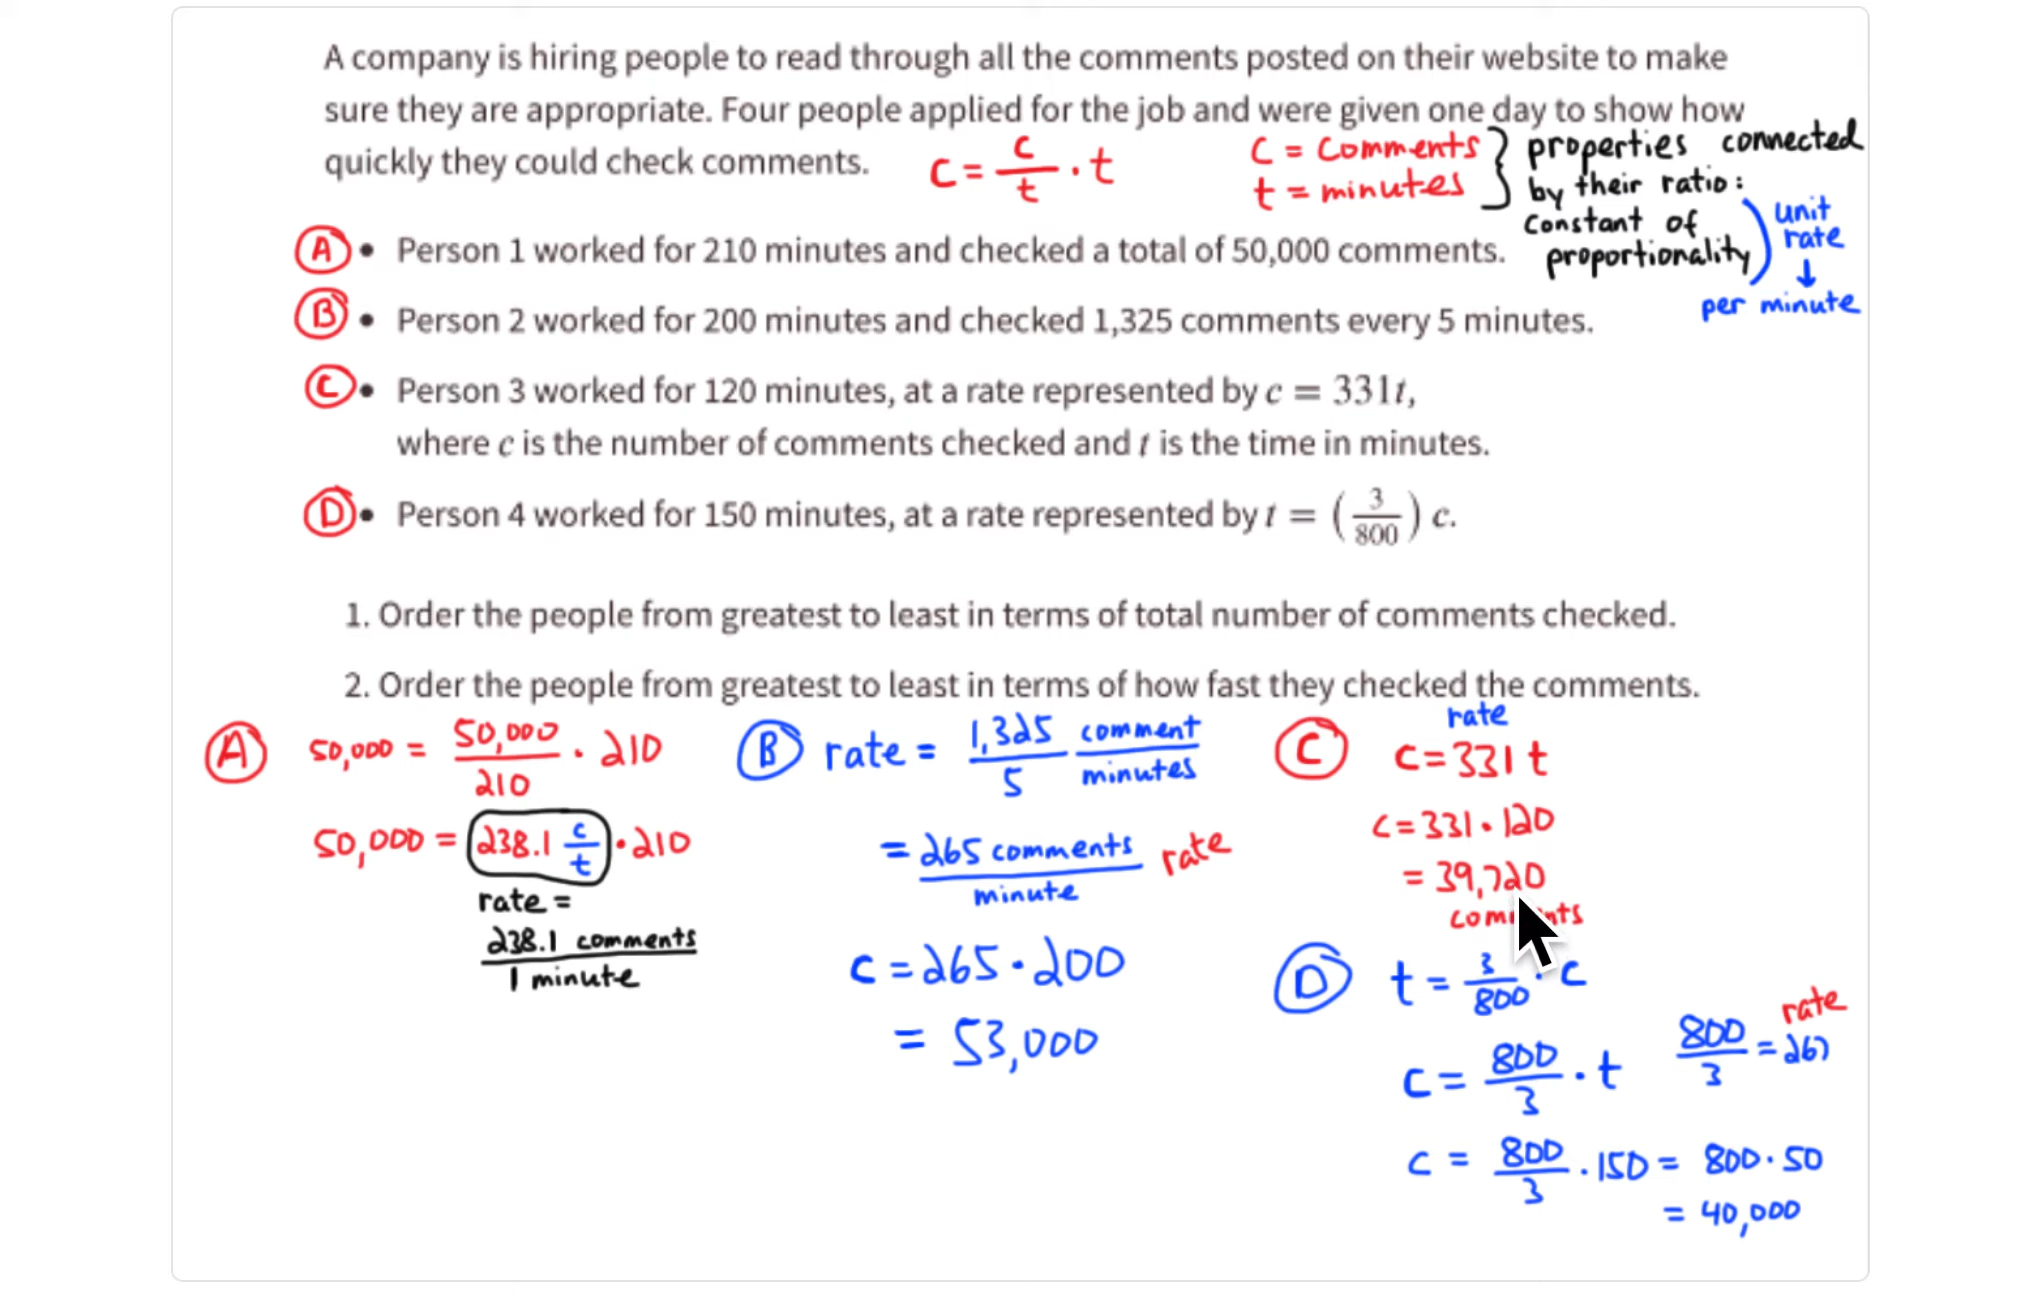 A company is hiring people to read through all the comments posted on their website to make
sure they are appropriate. Four people applied for the job and were given one day to show how
quickly they could check comments.
c = c/t · t
c = comments
t = minutes
properties connected
by their ratio:
constant of
proportionality
unit
rate
↓
per minute
A • Person 1 worked for 210 minutes and checked a total of 50,000 comments.
B • Person 2 worked for 200 minutes and checked 1,325 comments every 5 minutes.
C • Person 3 worked for 120 minutes, at a rate represented by c = 331t,
where c is the number of comments checked and t is the time in minutes.
D • Person 4 worked for 150 minutes, at a rate represented by t = (3/800) c.
1. Order the people from greatest to least in terms of total number of comments checked.
2. Order the people from greatest to least in terms of how fast they checked the comments.
A 50,000 = 50,000/210 · 210
50,000 = 238.1 c/t · 210
rate =
238.1 comments
1 minute
B rate = 1,325/5 comment/minutes
= 265 comments/minute rate
c = 265 · 200
= 53,000
rate
C c = 331 t
c = 331 · 120
= 39,720
D t = 3/800 · c
c = 800/3 · t
rate
800/3 = 267
c = 800/3 · 150 = 800 · 50
= 40,000